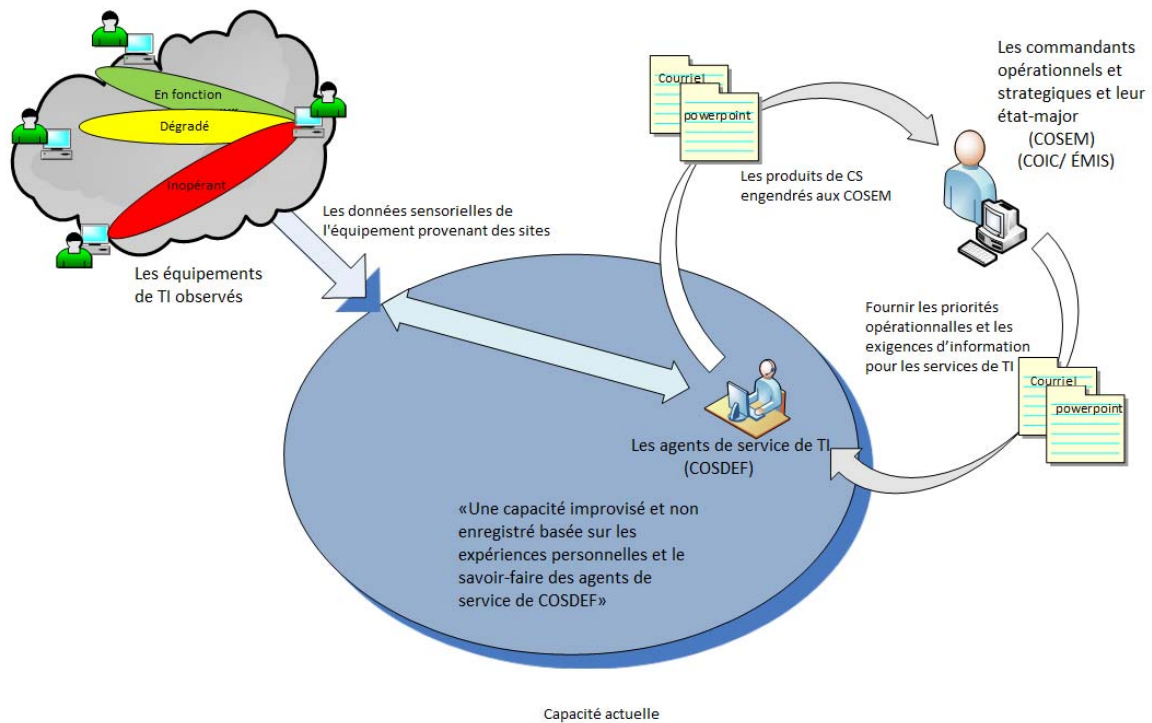 En fonction
Dégradé
Inopérant
Les équipements
de TI observés
Les données sensorielles de
l'équipement provenant des sites
Courriel
powerpoint
Les produits de CS
engendrés aux COSEM
Les commandants
opérationnels et
strategiques et leur
état-major
(COSEM)
(COIC/ ÉMIS)
Fournir les priorités
opérationnalles et les
exigences d'information
pour les services de TI
Courriel
powerpoint
Les agents de service de TI
(COSDEF)
«Une capacité improvisé et non
enregistré basée sur les
expériences personnelles et le
savoir-faire des agents de
service de COSDEF»
Capacité actuelle